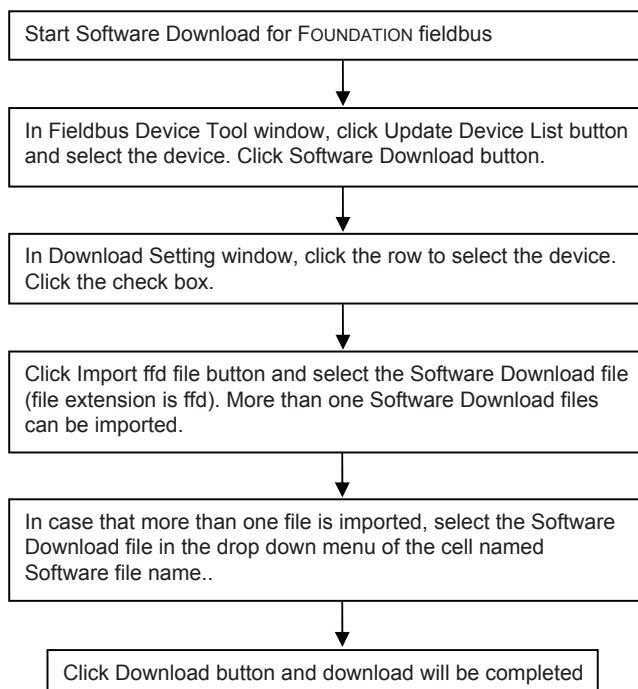 Start Software Download for FOUNDATION fieldbus
In Fieldbus Device Tool window, click Update Device List button
and select the device. Click Software Download button.
In Download Setting window, click the row to select the device.
Click the check box.
Click Import ffd file button and select the Software Download file
(file extension is ffd). More than one Software Download files
can be imported.
In case that more than one file is imported, select the Software
Download file in the drop down menu of the cell named
Software file name..
Click Download button and download will be completed